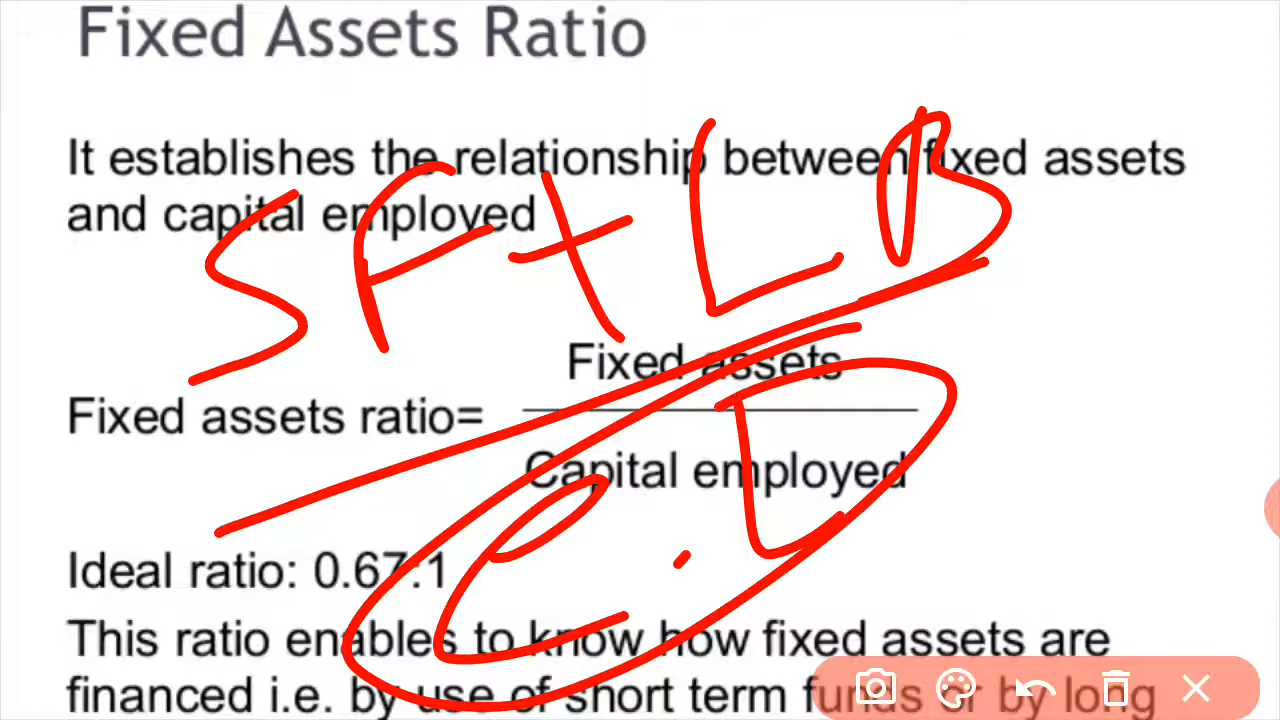 Fixed Assets Ratio
It establishes the relationship between fixed assets
and capital employed
SF + LB
Fixed assets
Fixed assets ratio=
Capital employed
C.D
Ideal ratio: 0.67:1
This ratio enables to know how fixed assets are
financed i.e. by use of short term funds or by long